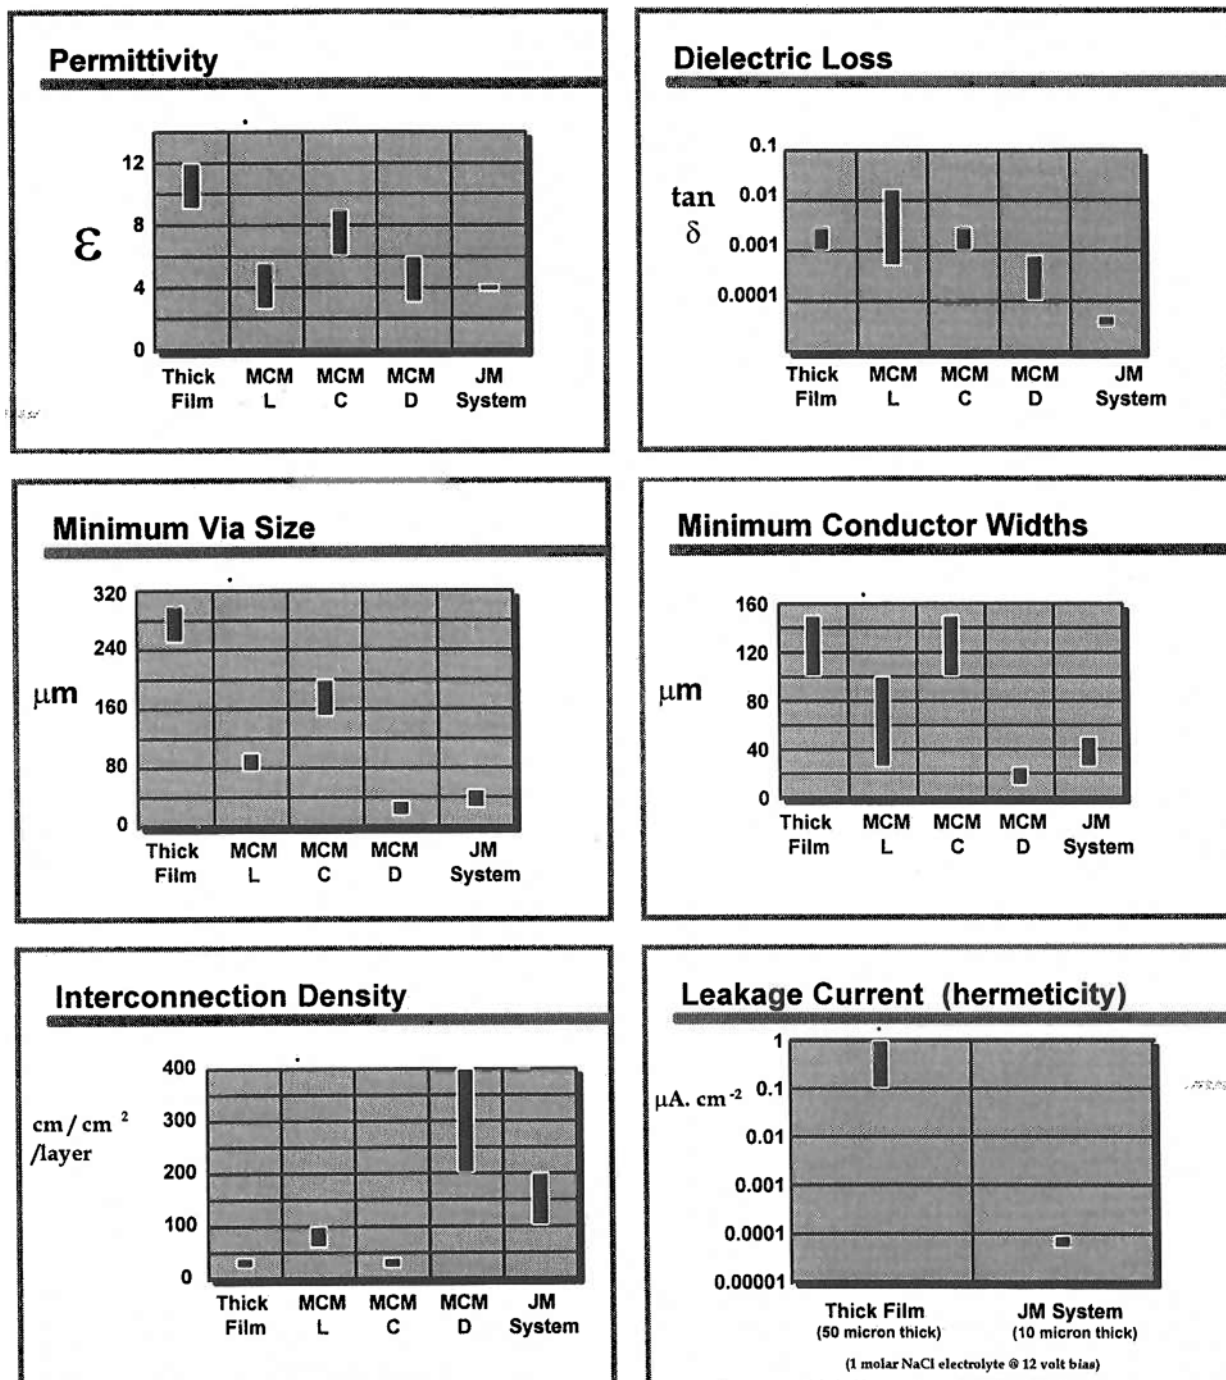 Permittivity
ε
12
8
4
0
Thick MCM MCM MCM JM
Film L C D System
Dielectric Loss
tan
δ
0.1
0.01
0.001
0.0001
Thick MCM MCM MCM JM
Film L C D System
Minimum Via Size
μm
320
240
160
80
0
Thick MCM MCM MCM JM
Film L C D System
Minimum Conductor Widths
μm
160
120
80
40
0
Thick MCM MCM MCM JM
Film L C D System
Interconnection Density
cm / cm ²
/layer
400
300
200
100
0
Thick MCM MCM MCM JM
Film L C D System
Leakage Current (hermeticity)
μA. cm⁻²
1
0.1
0.01
0.001
0.0001
0.00001
Thick Film JM System
(50 micron thick) (10 micron thick)
(1 molar NaCl electrolyte @ 12 volt bias)